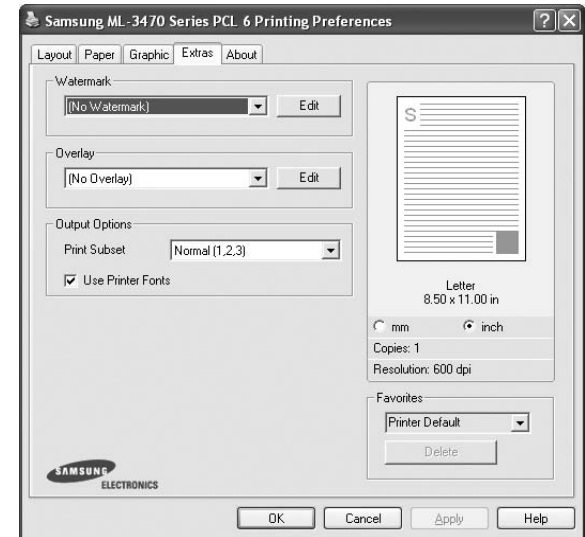 Samsung ML-3470 Series PCL 6 Printing Preferences
Layout Paper Graphic Extras About
Watermark
(No Watermark)
Edit
Overlay
(No Overlay)
Edit
Output Options
Print Subset
Normal (1,2,3)
Use Printer Fonts
S
Letter
8.50 x 11.00 in
mm inch
Copies: 1
Resolution: 600 dpi
Favorites
Printer Default
Delete
SAMSUNG
ELECTRONICS
OK Cancel Apply Help